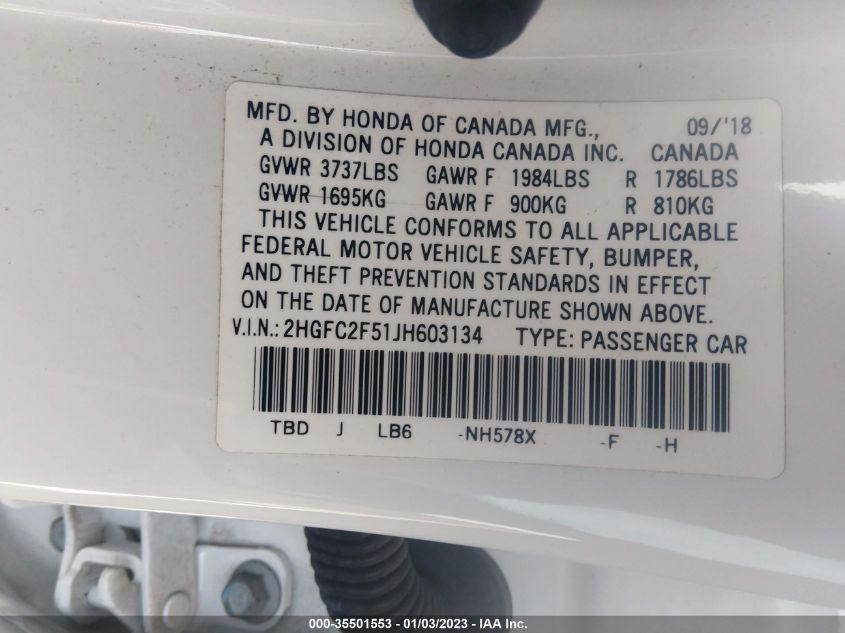 MFD. BY HONDA OF CANADA MFG., 09/'18
A DIVISION OF HONDA CANADA INC. CANADA
GVWR 3737LBS GAWR F 1984LBS R 1786LBS
GVWR 1695KG GAWR F 900KG R 810KG
THIS VEHICLE CONFORMS TO ALL APPLICABLE
FEDERAL MOTOR VEHICLE SAFETY, BUMPER,
AND THEFT PREVENTION STANDARDS IN EFFECT
ON THE DATE OF MANUFACTURE SHOWN ABOVE.
V.I.N.: 2HGFC2F51JH603134 TYPE: PASSENGER CAR
TBD J LB6 -NH578X -F -H
000-35501553 - 01/03/2023 - IAA Inc.